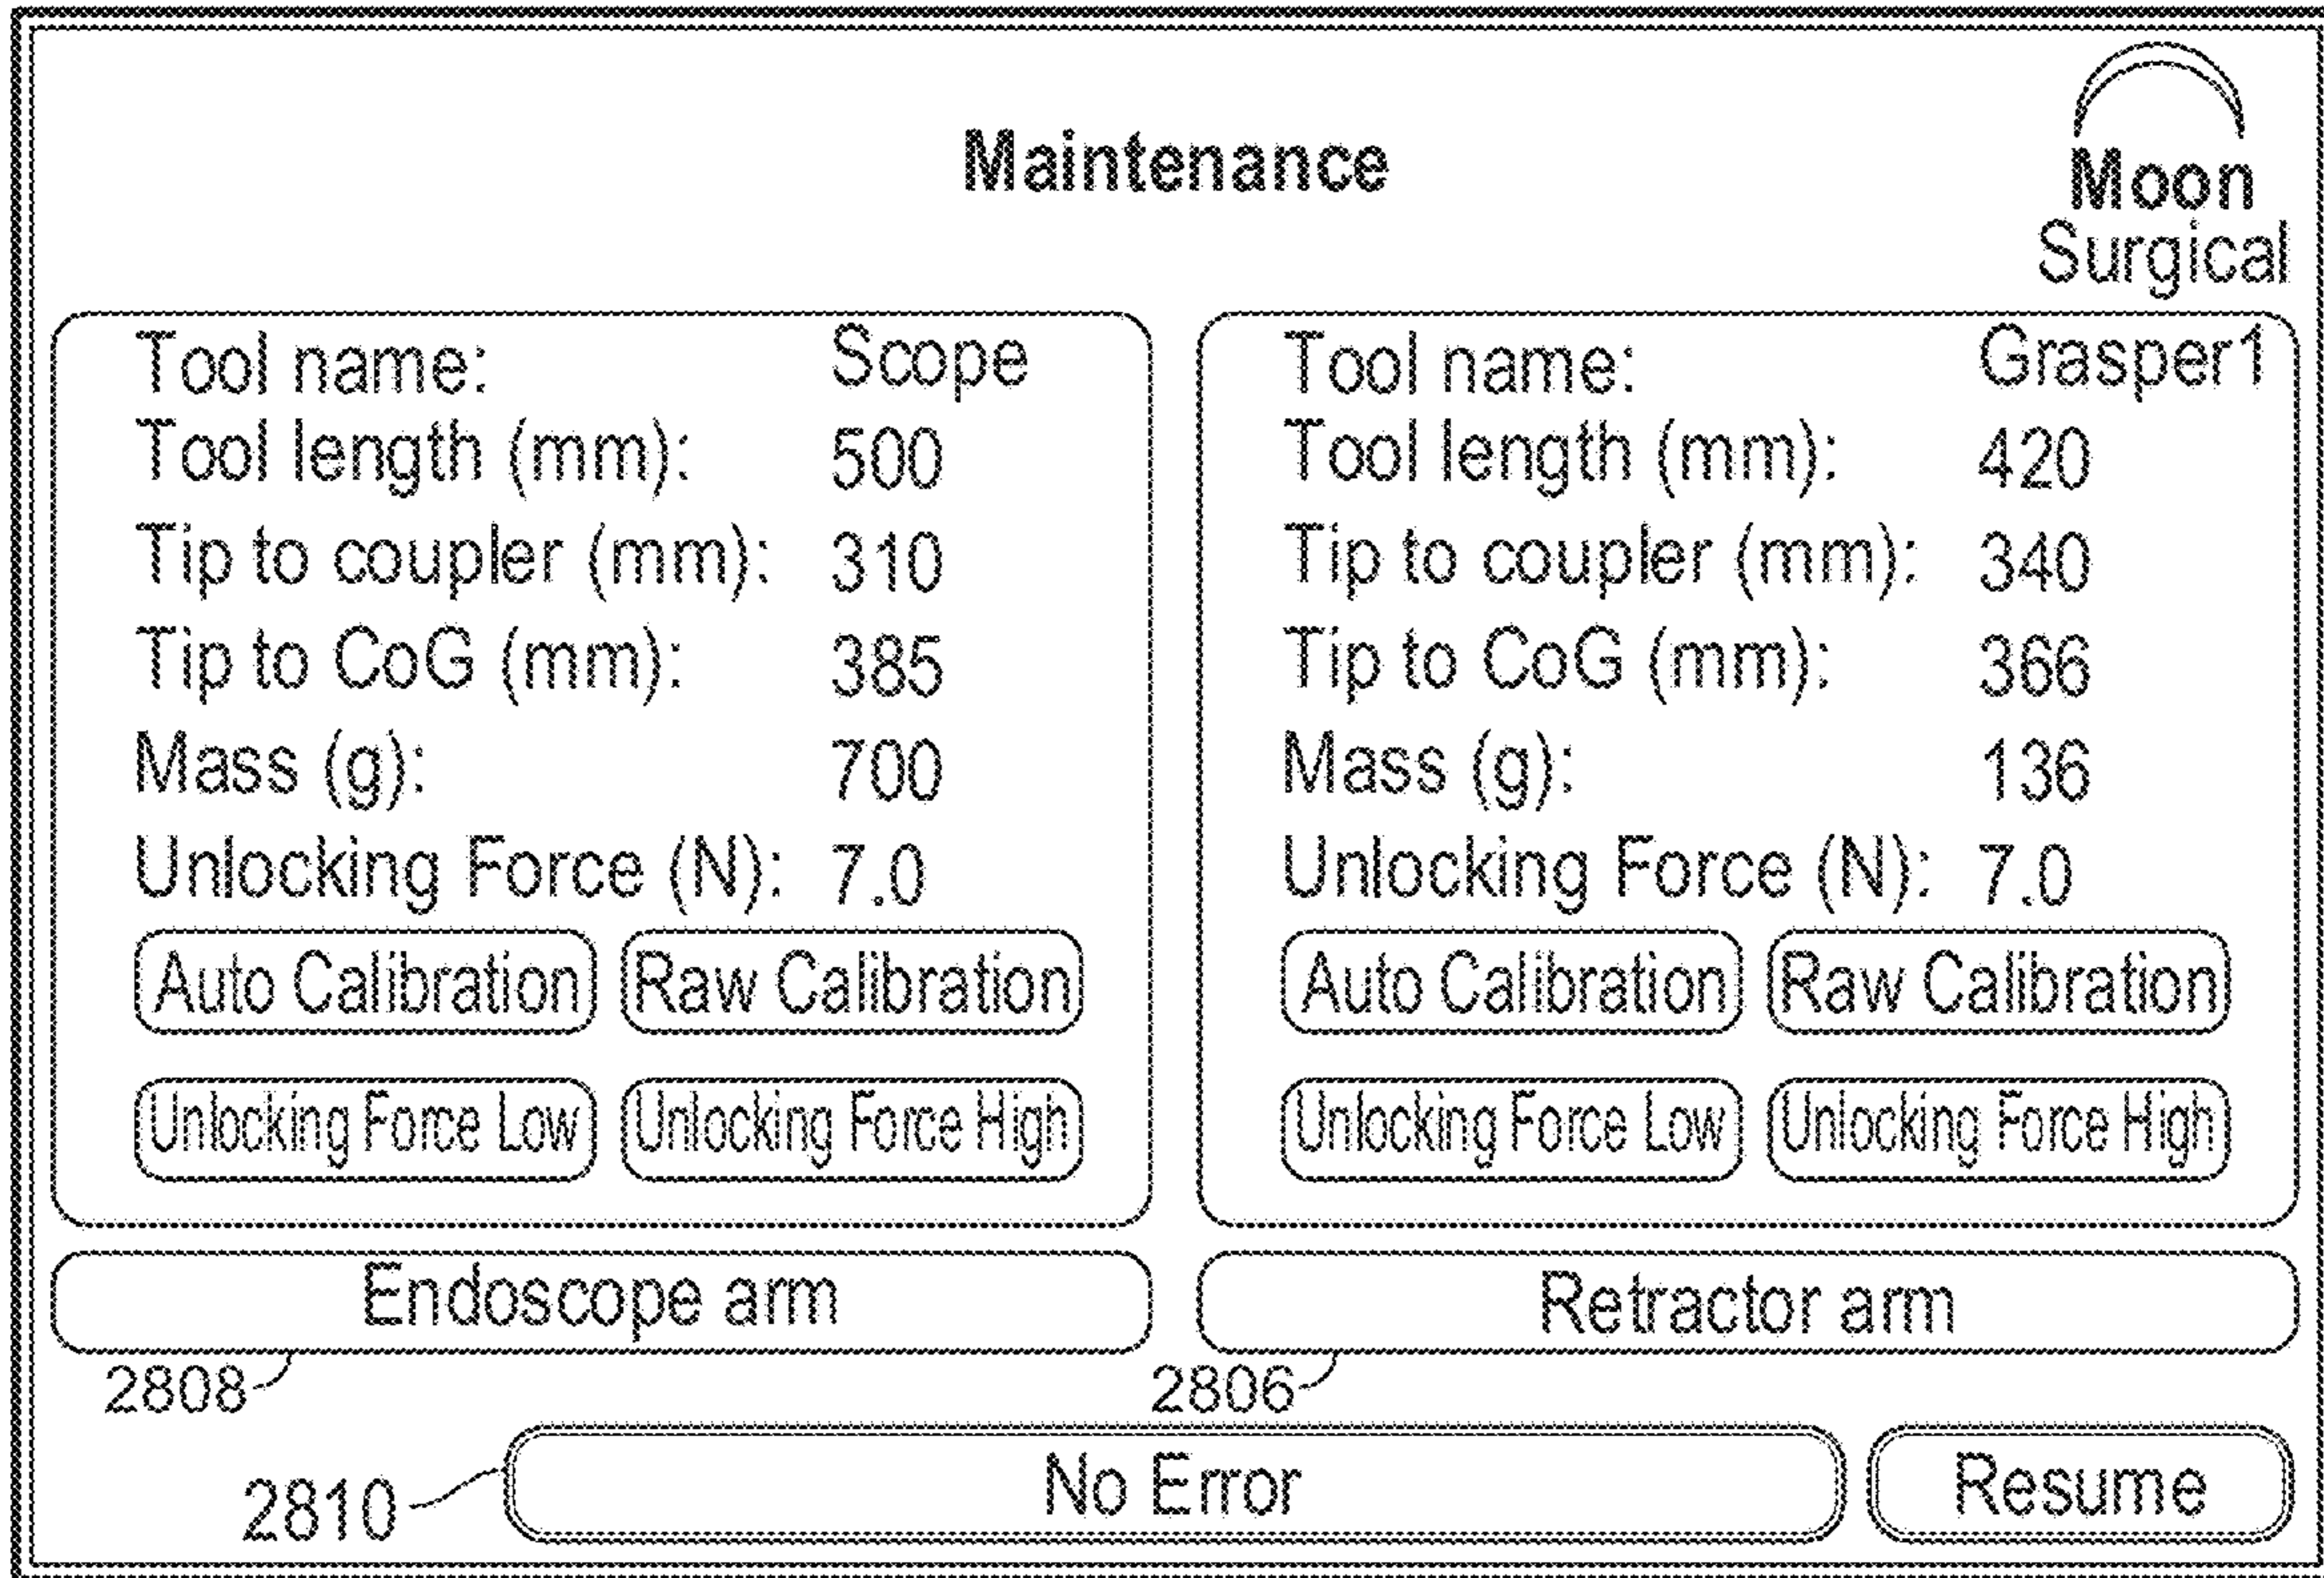 Maintenance
Moon
Surgical
Tool name: Scope
Tool length (mm): 500
Tip to coupler (mm): 310
Tip to CoG (mm): 385
Mass (g): 700
Unlocking Force (N): 7.0
Auto Calibration Raw Calibration
Unlocking Force Low Unlocking Force High
Endoscope arm
2808
Tool name: Grasper1
Tool length (mm): 420
Tip to coupler (mm): 340
Tip to CoG (mm): 366
Mass (g): 136
Unlocking Force (N): 7.0
Auto Calibration Raw Calibration
Unlocking Force Low Unlocking Force High
Retractor arm
2806
2810 No Error Resume